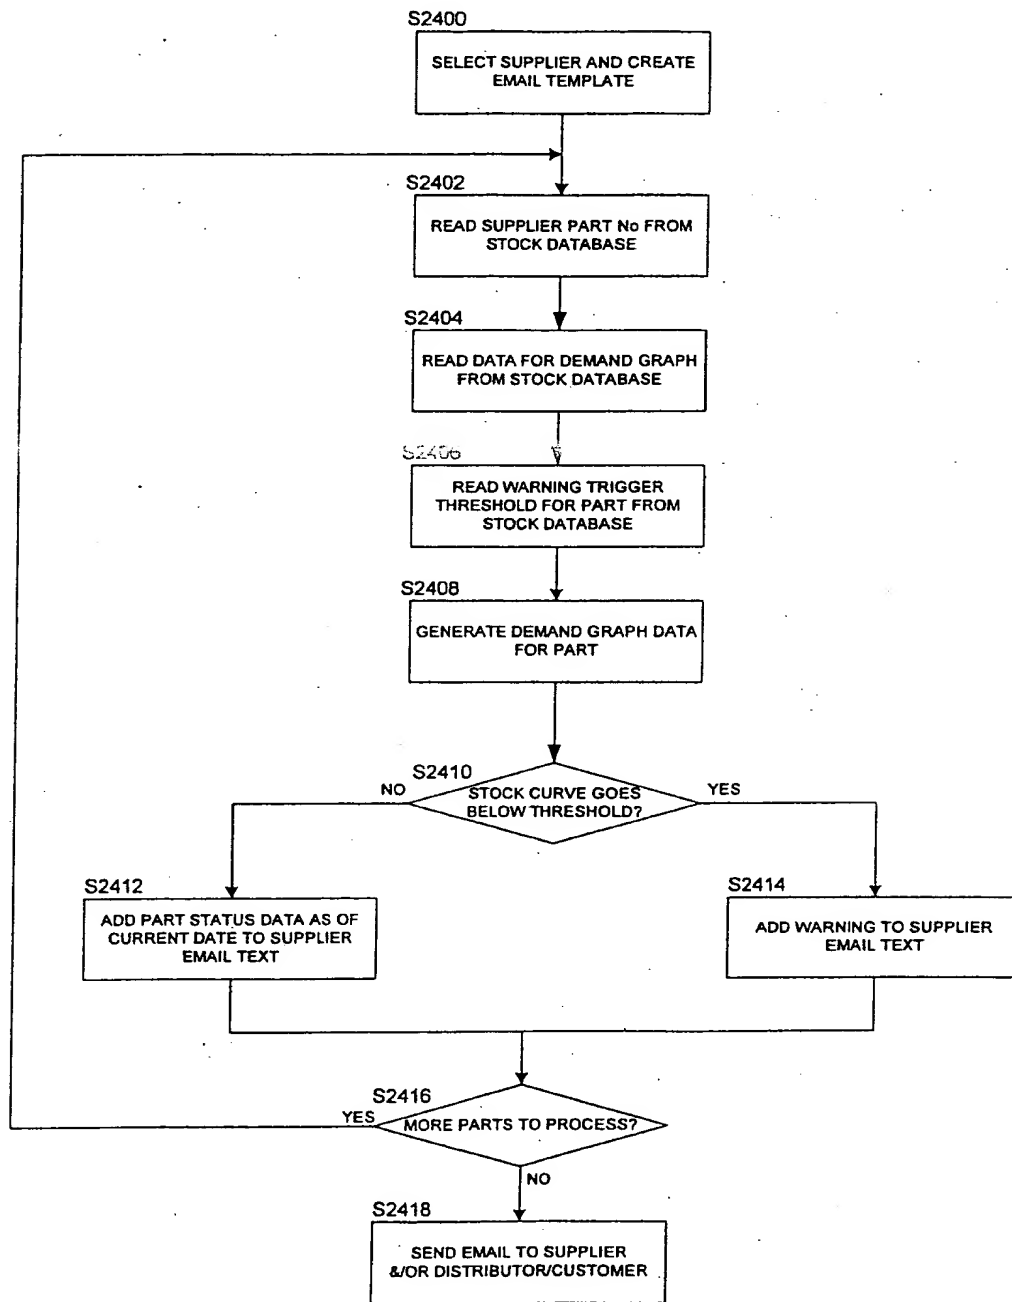 S2400
SELECT SUPPLIER AND CREATE
EMAIL TEMPLATE
S2402
READ SUPPLIER PART No FROM
STOCK DATABASE
S2404
READ DATA FOR DEMAND GRAPH
FROM STOCK DATABASE
S2406
READ WARNING TRIGGER
THRESHOLD FOR PART FROM
STOCK DATABASE
S2408
GENERATE DEMAND GRAPH DATA
FOR PART
S2410
NO
STOCK CURVE GOES
BELOW THRESHOLD?
YES
S2412
ADD PART STATUS DATA AS OF
CURRENT DATE TO SUPPLIER
EMAIL TEXT
S2414
ADD WARNING TO SUPPLIER
EMAIL TEXT
S2416
YES
MORE PARTS TO PROCESS?
NO
S2418
SEND EMAIL TO SUPPLIER
&/OR DISTRIBUTOR/CUSTOMER